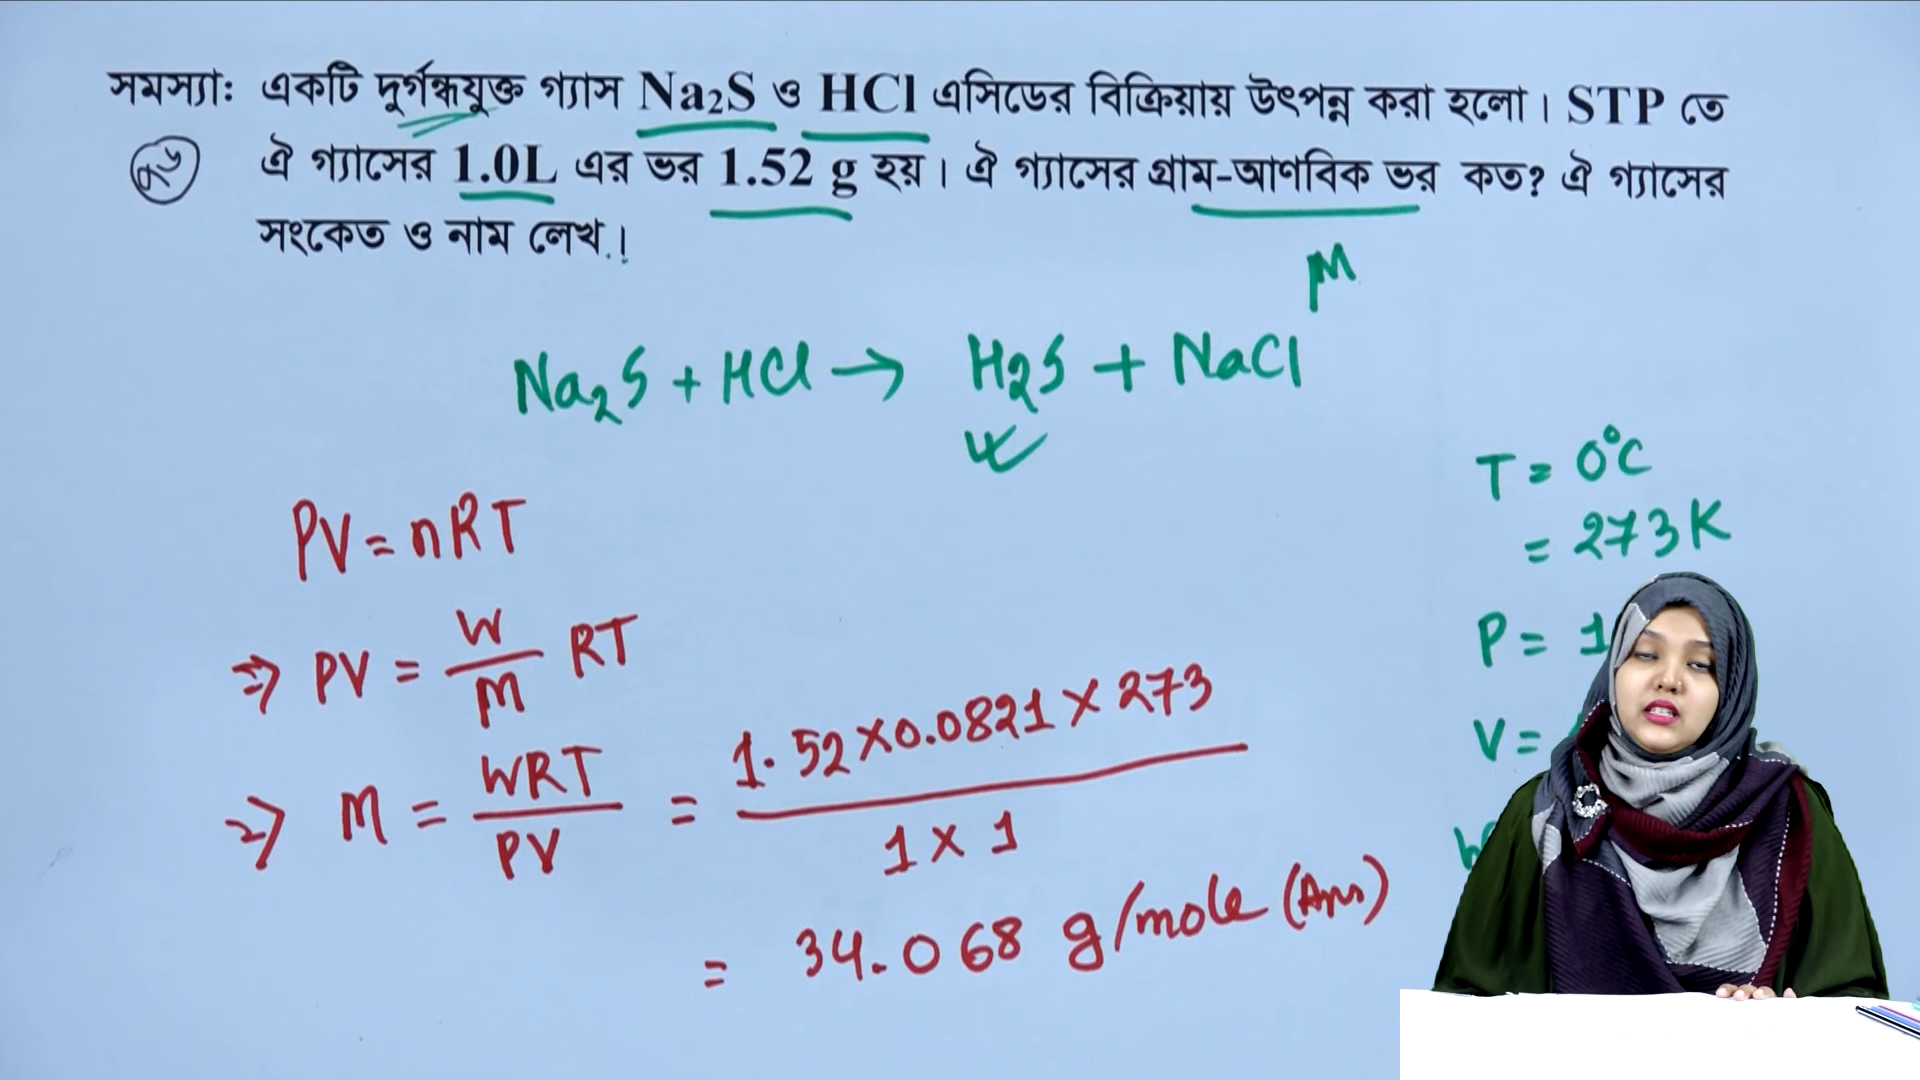 সমস্যা: একটি দুর্গন্ধযুক্ত গ্যাস Na₂S ও HCl এসিডের বিক্রিয়ায় উৎপন্ন করা হলো। STP তে
ঐ গ্যাসের 1.0L এর ভর 1.52 g হয়। ঐ গ্যাসের গ্রাম-আণবিক ভর কত? ঐ গ্যাসের
সংকেত ও নাম লেখ।
M
Na₂S + HCl → H₂S + NaCl
T = 0°C
= 273K
PV = nRT
P = 1
⇒ PV = W/M RT
V =
⇒ M = WRT/PV = 1.52×0.0821×273/1×1
= 34.068 g/mole (Ans)